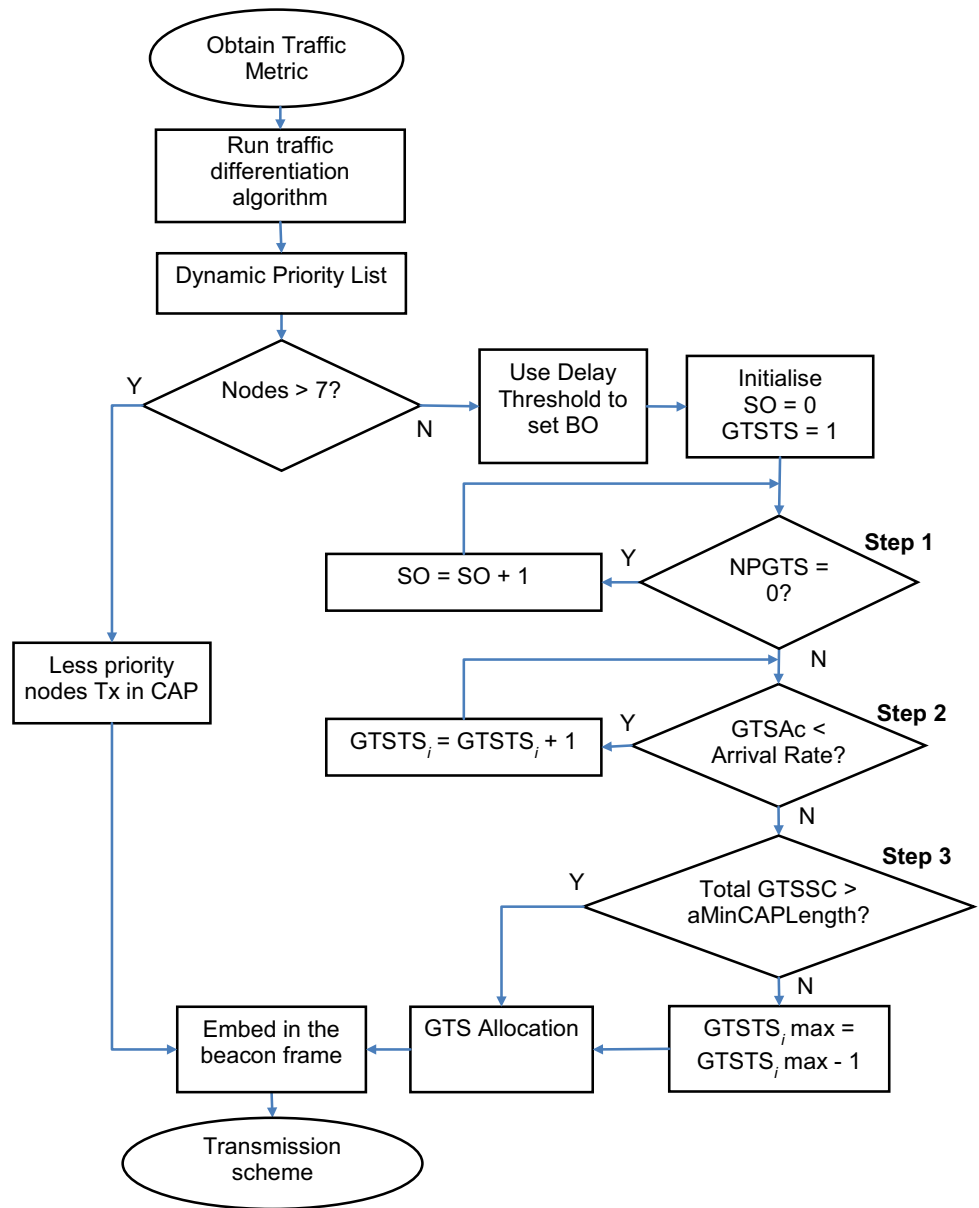 Obtain Traffic
Metric
Run traffic
differentiation
algorithm
Dynamic Priority List
Nodes > 7?
Y
N
Use Delay
Threshold to
set BO
Initialise
SO = 0
GTSTS = 1
Step 1
NPGTS =
0?
Y
SO = SO + 1
N
Step 2
GTSAc <
Arrival Rate?
Y
GTSTSi = GTSTSi + 1
N
Step 3
Total GTSSC >
aMinCAPLength?
Y
N
Less priority
nodes Tx in CAP
GTSTSi max =
GTSTSi max - 1
GTS Allocation
Embed in the
beacon frame
Transmission
scheme